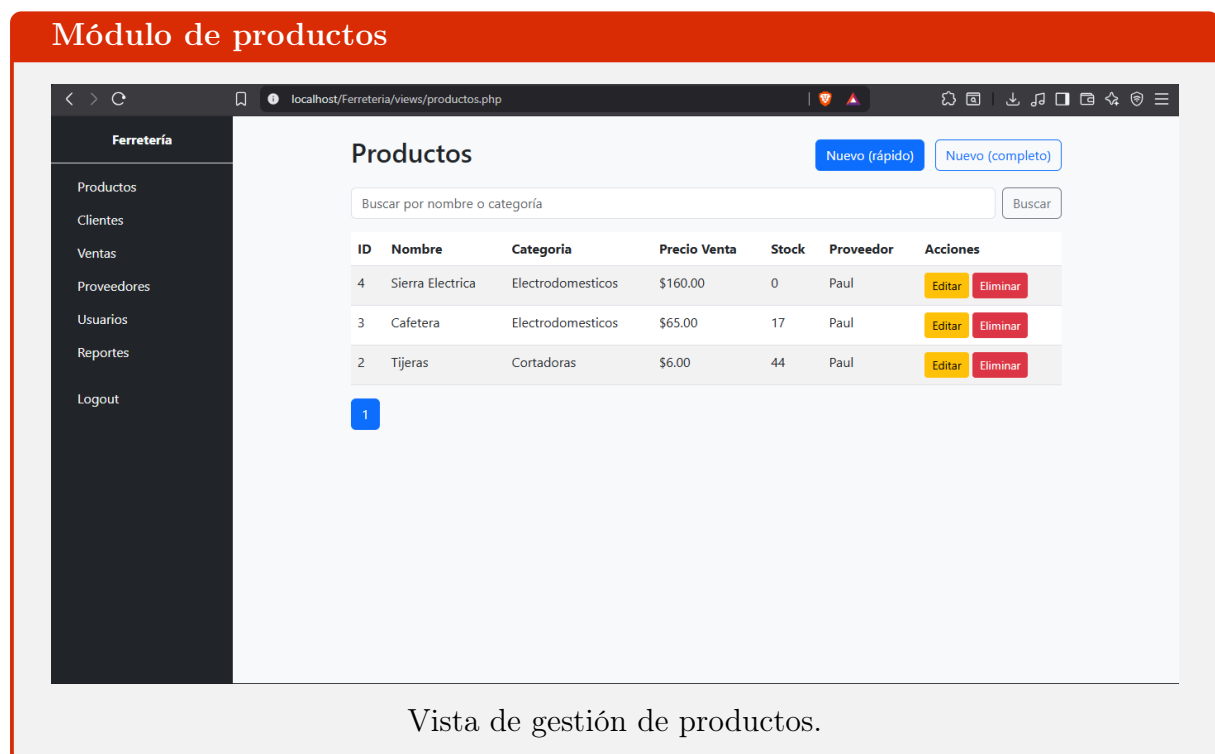 Módulo de productos
localhost/Ferreteria/views/productos.php
Ferretería
Productos
Clientes
Ventas
Proveedores
Usuarios
Reportes
Logout
Productos
Nuevo (rápido)
Nuevo (completo)
Buscar por nombre o categoría
Buscar
ID Nombre Categoria Precio Venta Stock Proveedor Acciones
4 Sierra Electrica Electrodomesticos $160.00 0 Paul Editar Eliminar
3 Cafetera Electrodomesticos $65.00 17 Paul Editar Eliminar
2 Tijeras Cortadoras $6.00 44 Paul Editar Eliminar
1
Vista de gestión de productos.